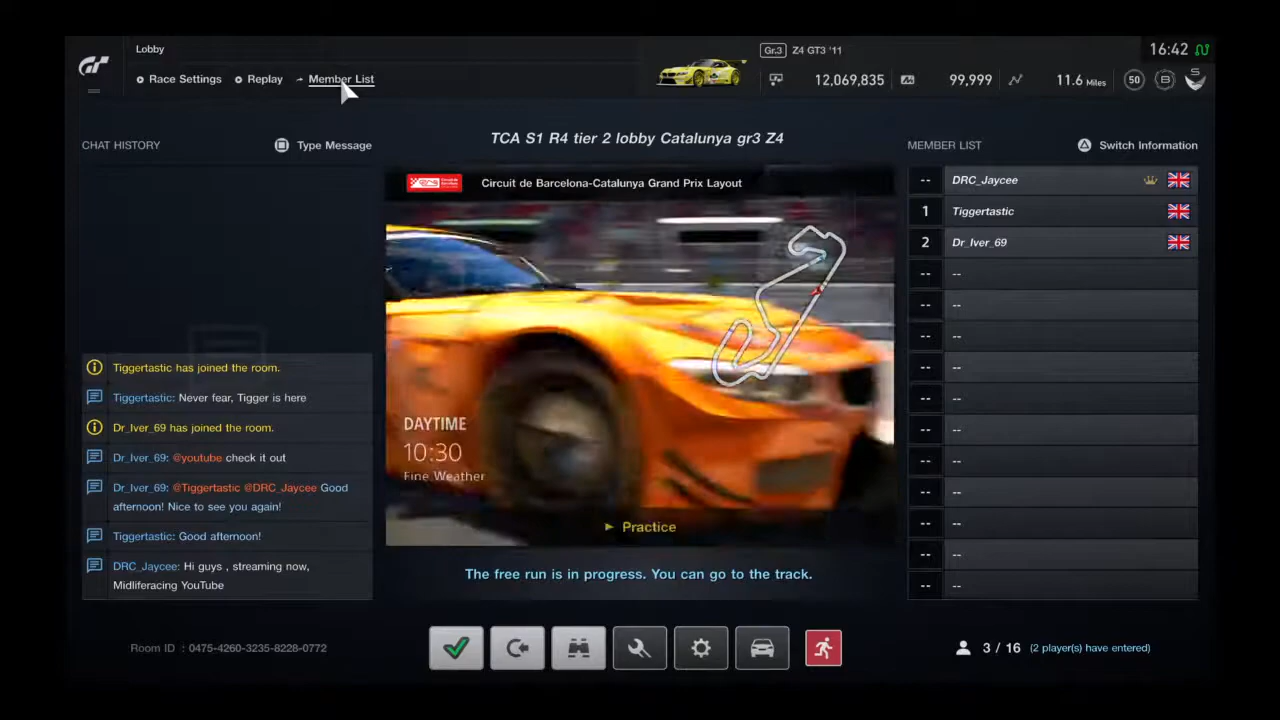 Lobby
Race Settings Replay Member List
Gr.3 Z4 GT3 '11
12,069,835 99,999 11.6 Miles 50 B S
16:42
CHAT HISTORY Type Message
TCA S1 R4 tier 2 lobby Catalunya gr3 Z4
MEMBER LIST Switch Information
Circuit de Barcelona-Catalunya Grand Prix Layout
-- DRC_Jaycee
1 Tiggertastic
2 Dr_Iver_69
-- --
-- --
-- --
-- --
-- --
-- --
-- --
-- --
-- --
-- --
-- --
Tiggertastic has joined the room.
Tiggertastic: Never fear, Tigger is here
Dr_Iver_69 has joined the room.
Dr_Iver_69: @youtube check it out
Dr_Iver_69: @Tiggertastic @DRC_Jaycee Good
afternoon! Nice to see you again!
Tiggertastic: Good afternoon!
DRC_Jaycee: Hi guys , streaming now,
Midliferacing YouTube
DAYTIME
10:30
Fine Weather
Practice
The free run is in progress. You can go to the track.
Room ID : 0475-4260-3235-8228-0772
3 / 16 (2 player(s) have entered)